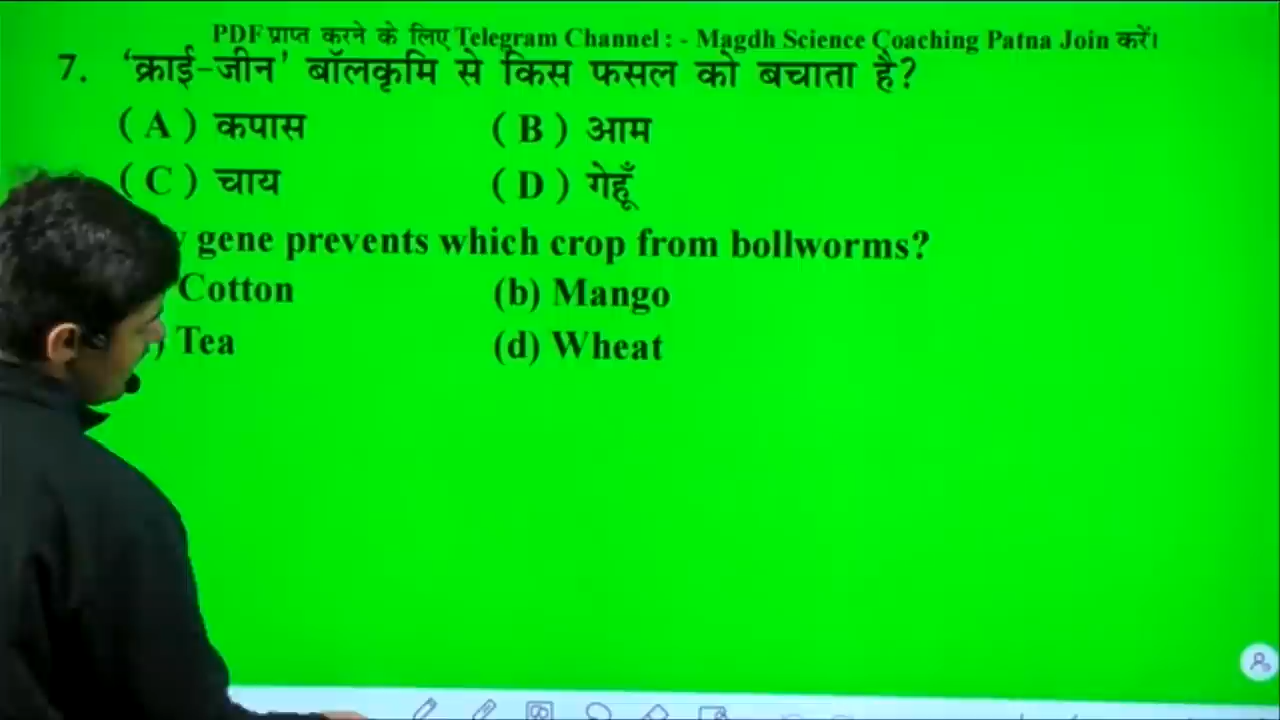 PDF प्राप्त करने के लिए Telegram Channel : - Magdh Science Coaching Patna Join करें।
7. ‘क्राई-जीन’ बॉलकृमि से किस फसल को बचाता है?
( A ) कपास ( B ) आम
( C ) चाय ( D ) गेहूँ
gene prevents which crop from bollworms?
Cotton (b) Mango
Tea (d) Wheat